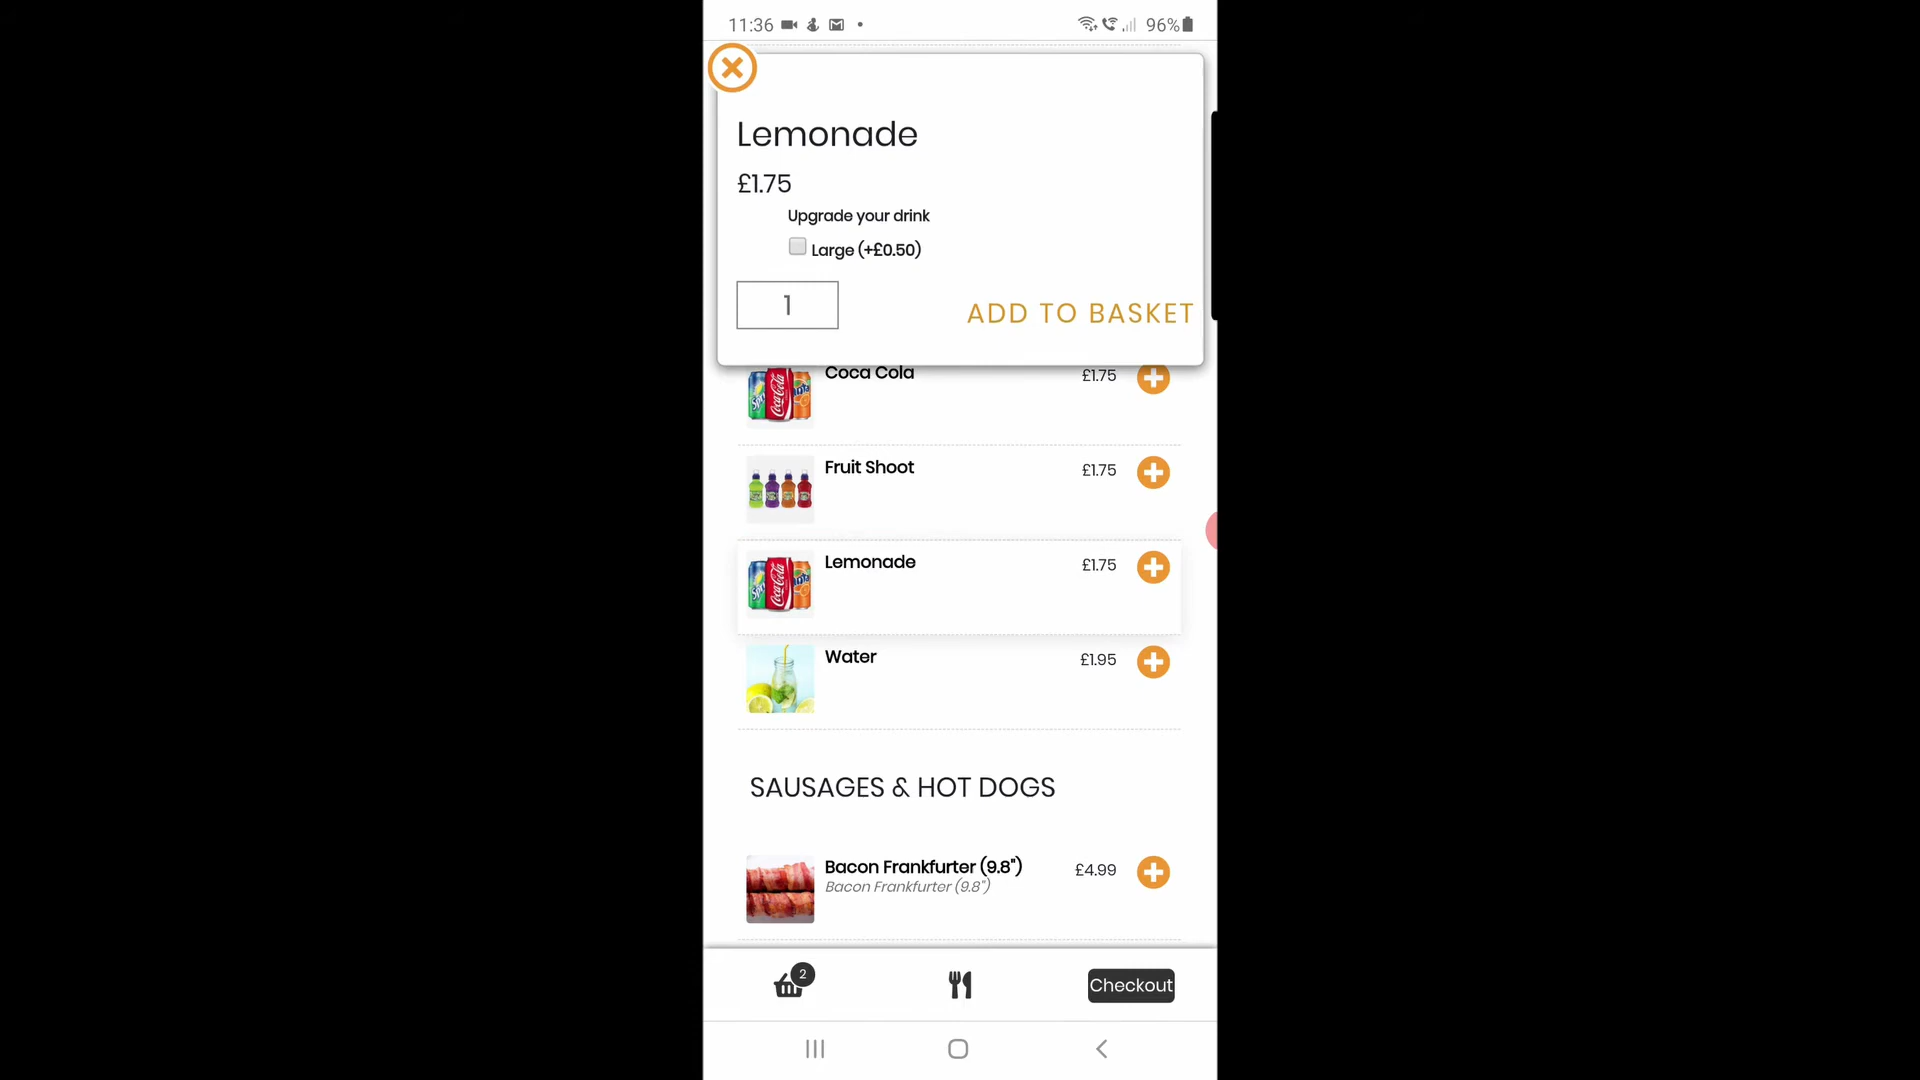 11:36
96%
Lemonade
£1.75
Upgrade your drink
Large (+£0.50)
1
ADD TO BASKET
Coca Cola
£1.75
Fruit Shoot
£1.75
Lemonade
£1.75
Water
£1.95
SAUSAGES & HOT DOGS
Bacon Frankfurter (9.8")
£4.99
Bacon Frankfurter (9.8")
2
Checkout